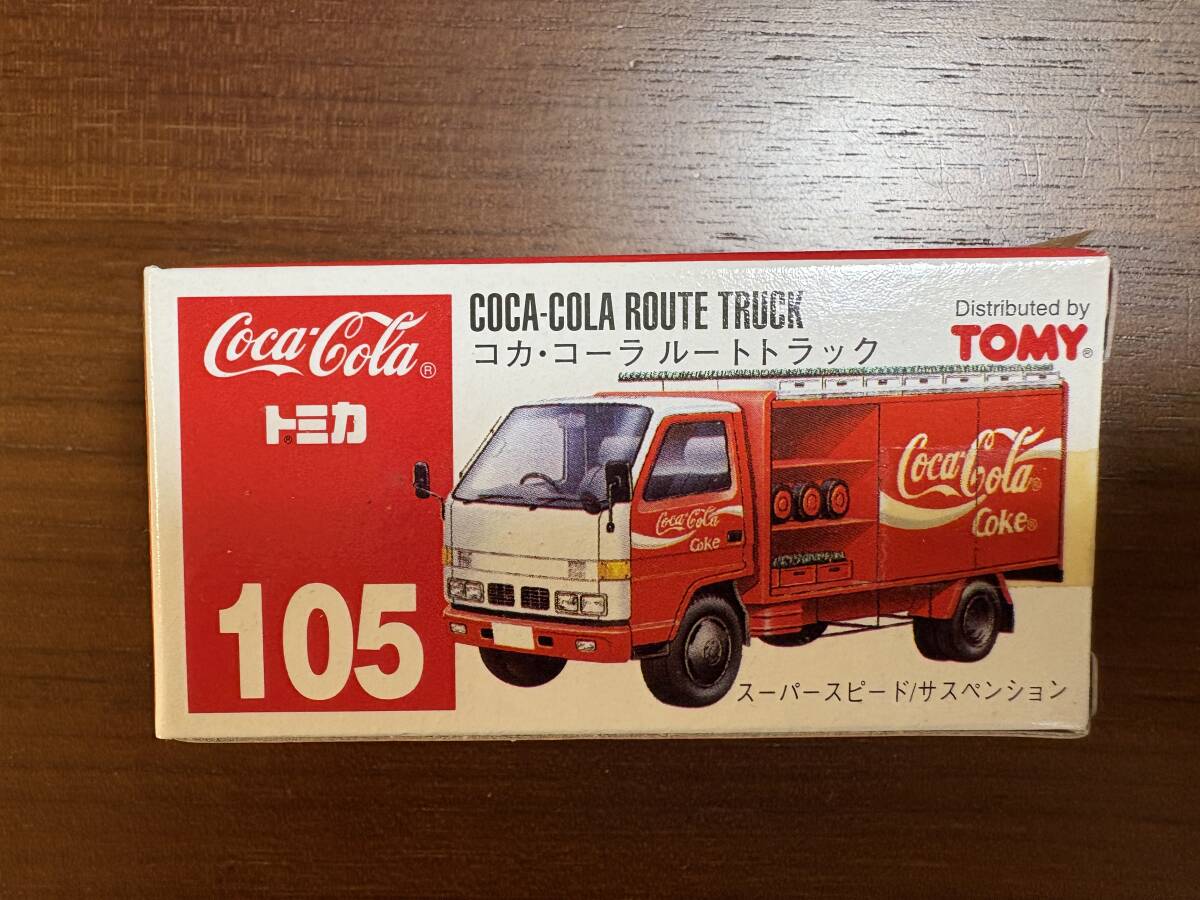 Coca-Cola®
トミカ®
105
COCA-COLA ROUTE TRUCK
コカ・コーラ ルートトラック
Distributed by
TOMY®
Coca-Cola
Coke
Coca-Cola®
Coke®
スーパースピード/サスペンション